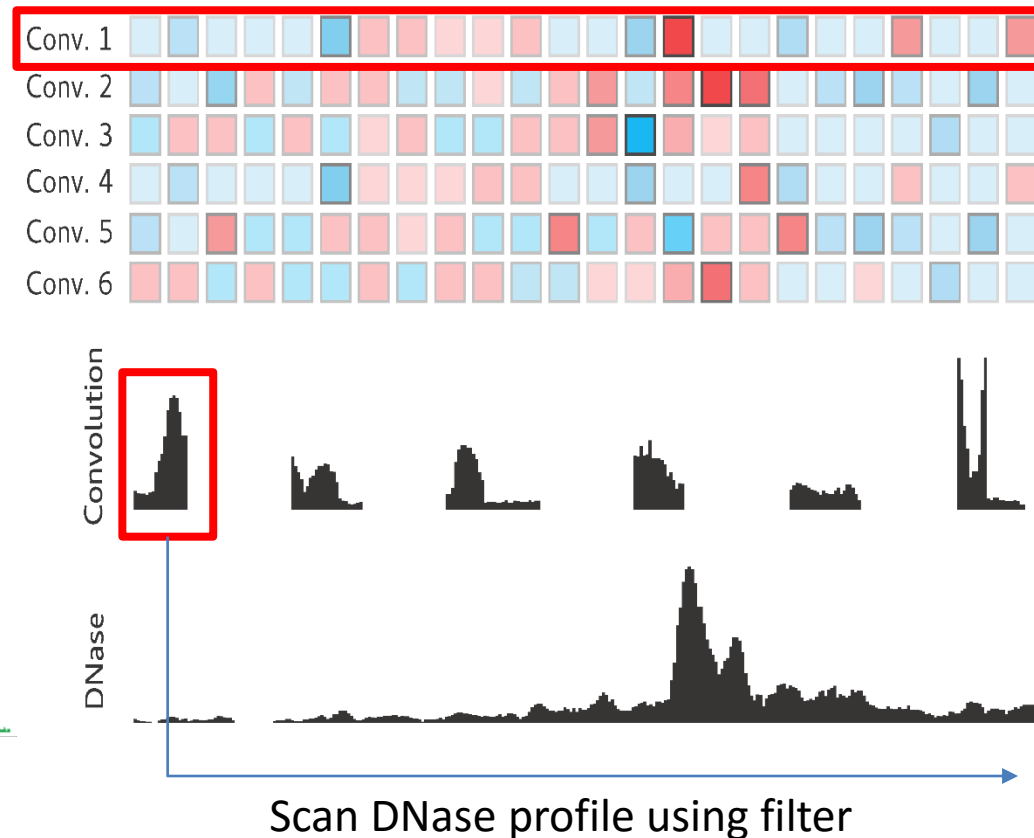 Conv. 1
Conv. 2
Conv. 3
Conv. 4
Conv. 5
Conv. 6
Convolution
DNase
Scan DNase profile using filter